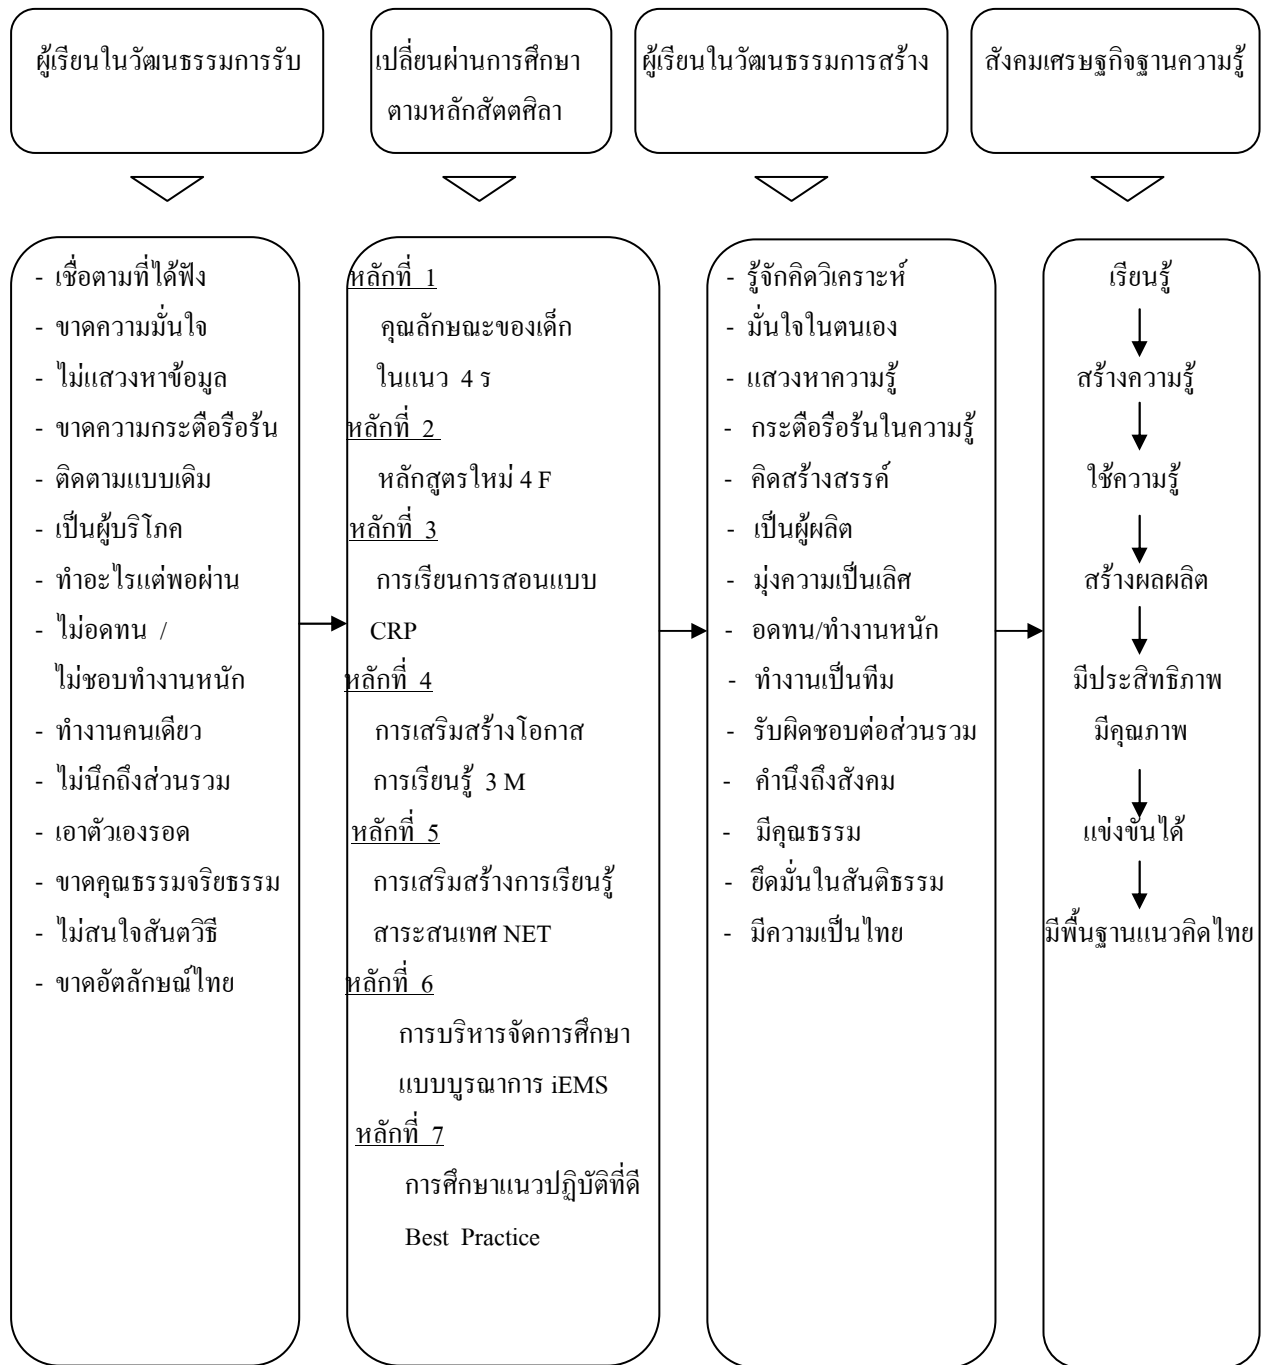 ผู้เรียนในวัฒนธรรมการรับ
เปลี่ยนผ่านการศึกษา
ตามหลักสัตตศิลา
ผู้เรียนในวัฒนธรรมการสร้าง
สังคมเศรษฐกิจฐานความรู้
- เชื่อตามที่ได้ฟัง
- ขาดความมั่นใจ
- ไม่แสวงหาข้อมูล
- ขาดความกระตือรือร้น
- ติดตามแบบเดิม
- เป็นผู้บริโภค
- ทำอะไรแต่พอผ่าน
- ไม่อดทน /
ไม่ชอบทำงานหนัก
- ทำงานคนเดียว
- ไม่นึกถึงส่วนรวม
- เอาตัวเองรอด
- ขาดคุณธรรมจริยธรรม
- ไม่สนใจสันตวิธี
- ขาดอัตลักษณ์ไทย
หลักที่ 1
คุณลักษณะของเด็ก
ในแนว 4 ร
หลักที่ 2
หลักสูตรใหม่ 4 F
หลักที่ 3
การเรียนการสอนแบบ
CRP
หลักที่ 4
การเสริมสร้างโอกาส
การเรียนรู้ 3 M
หลักที่ 5
การเสริมสร้างการเรียนรู้
สาระสนเทศ NET
หลักที่ 6
การบริหารจัดการศึกษา
แบบบูรณาการ iEMS
หลักที่ 7
การศึกษาแนวปฏิบัติที่ดี
Best Practice
- รู้จักคิดวิเคราะห์
- มั่นใจในตนเอง
- แสวงหาความรู้
- กระตือรือร้นในความรู้
- คิดสร้างสรรค์
- เป็นผู้ผลิต
- มุ่งความเป็นเลิศ
- อดทน/ทำงานหนัก
- ทำงานเป็นทีม
- รับผิดชอบต่อส่วนรวม
- คำนึงถึงสังคม
- มีคุณธรรม
- ยึดมั่นในสันติธรรม
- มีความเป็นไทย
เรียนรู้
สร้างความรู้
ใช้ความรู้
สร้างผลผลิต
มีประสิทธิภาพ
มีคุณภาพ
แข่งขันได้
มีพื้นฐานแนวคิดไทย